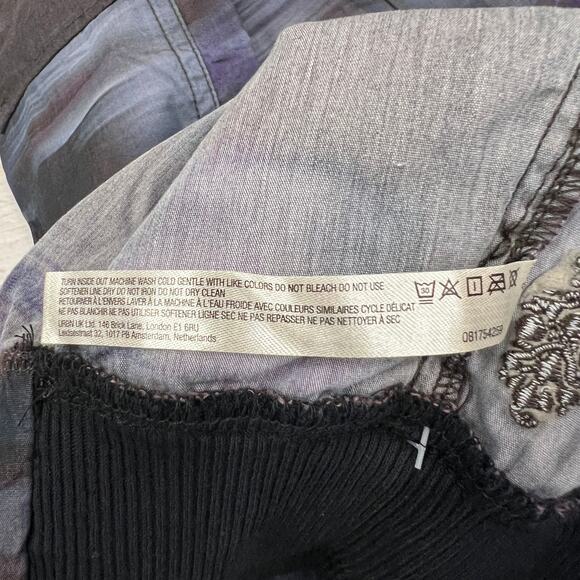 TURN INSIDE OUT MACHINE WASH COLD GENTLE WITH LIKE COLORS DO NOT BLEACH DO NOT USE
SOFTENER LINE DRY DO NOT IRON DO NOT DRY CLEAN
RETOURNER À L'ENVERS LAVER À LA MACHINE À L'EAU FROIDE AVEC COULEURS SIMILAIRES CYCLE DÉLICAT
NE PAS BLANCHIR NE PAS UTILISER SOFTENER LIGNE SEC NE PAS REPASSER NE PAS NETTOYER À SEC
URBN UK Ltd. 146 Brick Lane, London E1 6RU
Leidsestraat 32, 1017 PB Amsterdam, Netherlands
30